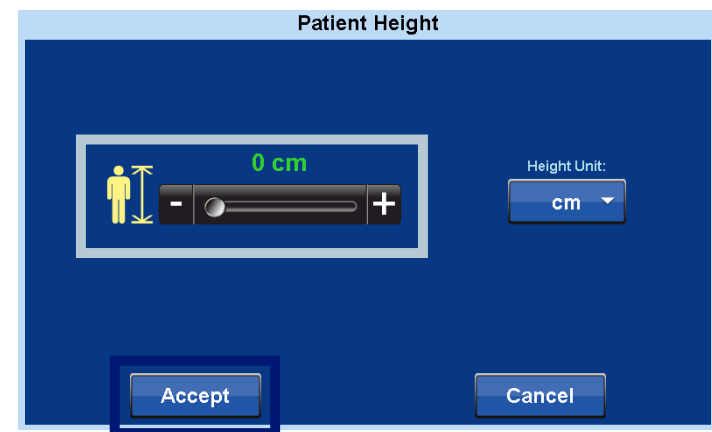 Patient Height
0 cm
- +
Height Unit:
cm
Accept
Cancel